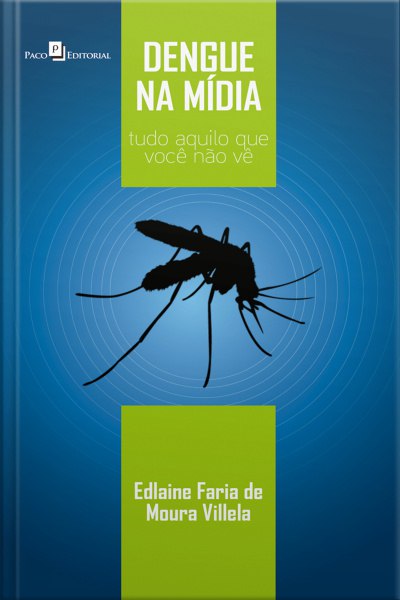 PACO P EDITORIAL
DENGUE
NA MÍDIA
tudo aquilo que
você não vê
Edlaine Faria de
Moura Villela